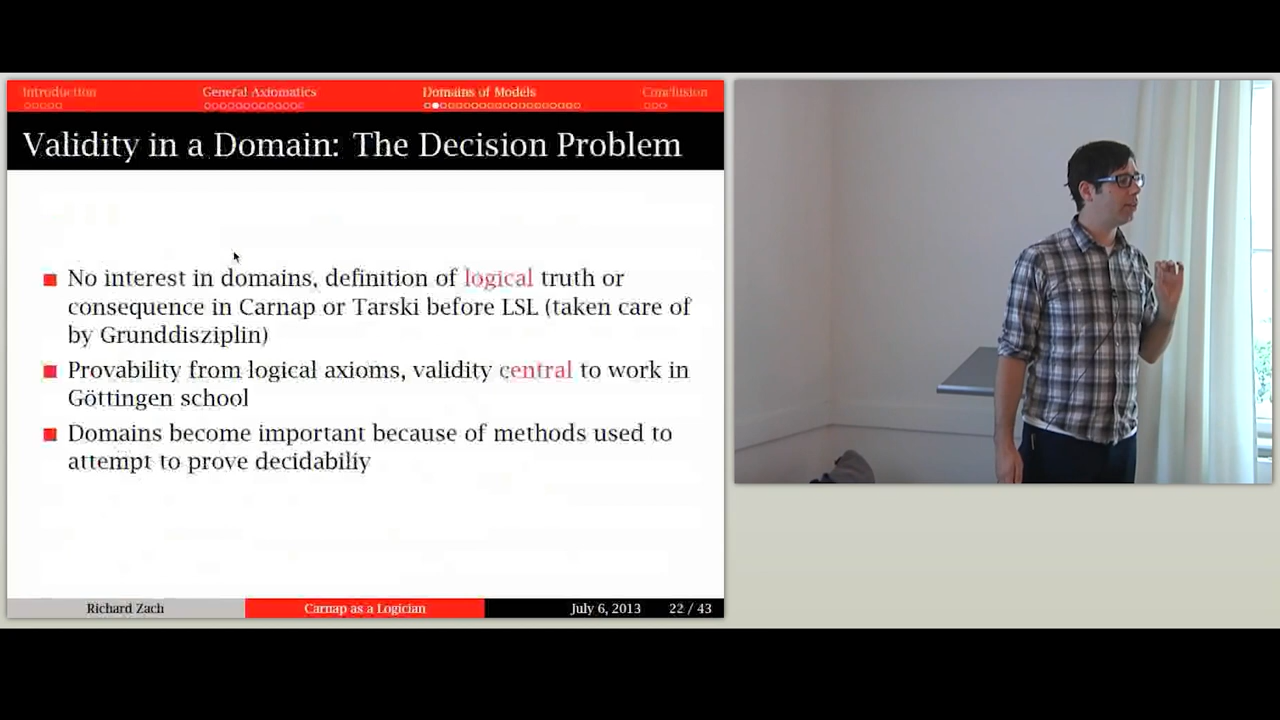 Introduction General Axiomatics Domains of Models Conclusion
Validity in a Domain: The Decision Problem
No interest in domains, definition of logical truth or
consequence in Carnap or Tarski before LSL (taken care of
by Grunddisziplin)
Provability from logical axioms, validity central to work in
Göttingen school
Domains become important because of methods used to
attempt to prove decidabiliy
Richard Zach Carnap as a Logician July 6, 2013 22 / 43